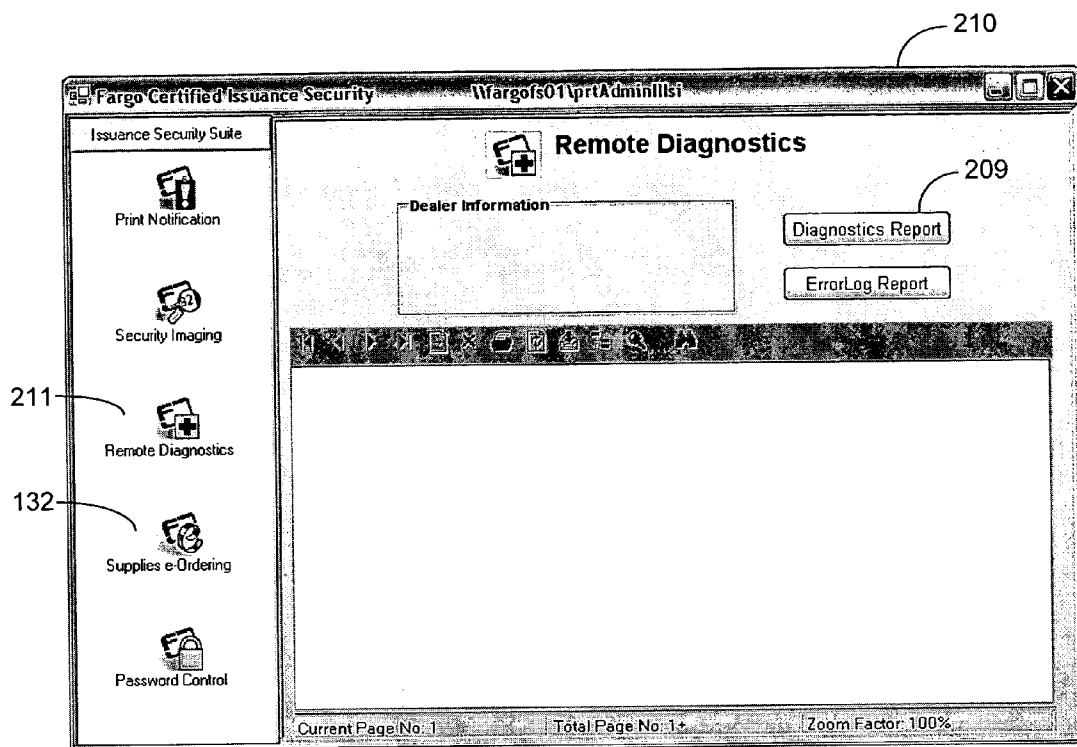 210
Fargo Certified Issuance Security
\\fargofs01\prtAdminIIIsi
Issuance Security Suite
Remote Diagnostics
209
Print Notification
Dealer Information
Diagnostics Report
ErrorLog Report
Security Imaging
211
Remote Diagnostics
132
Supplies e-Ordering
Password Control
Current Page No: 1
Total Page No: 1+
Zoom Factor: 100%